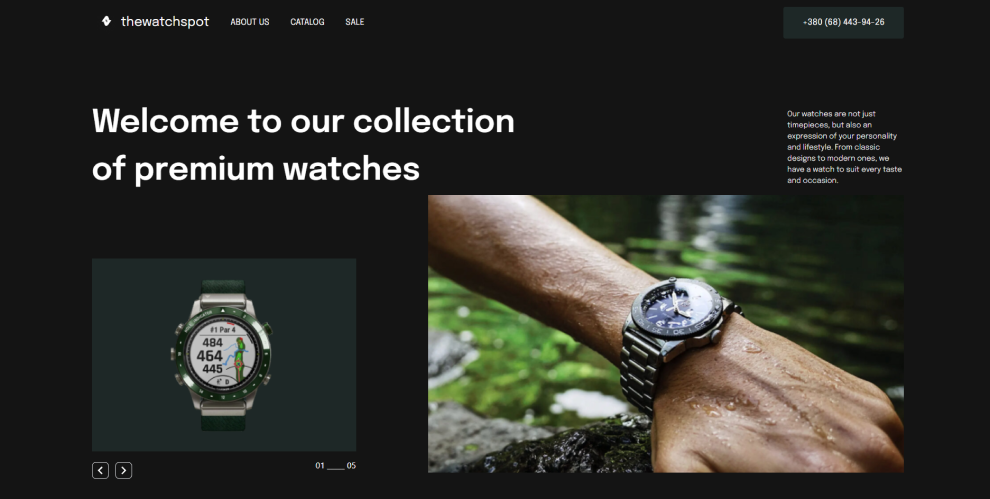 thewatchspot
ABOUT US
CATALOG
SALE
+380 (68) 443-94-26
Welcome to our collection
of premium watches
Our watches are not just
timepieces, but also an
expression of your personality
and lifestyle. From classic
designs to modern ones, we
have a watch to suit every taste
and occasion.
#1 Par 4
484
464
445
01 ____ 05